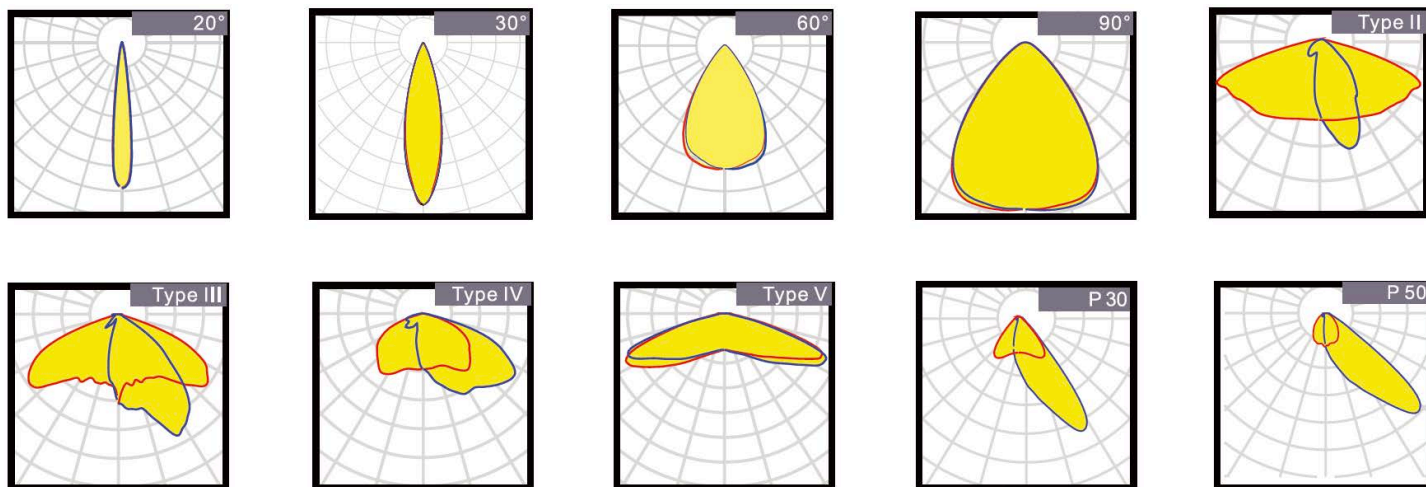 20°
30°
60°
90°
Type II
Type III
Type IV
Type V
P 30
P 50